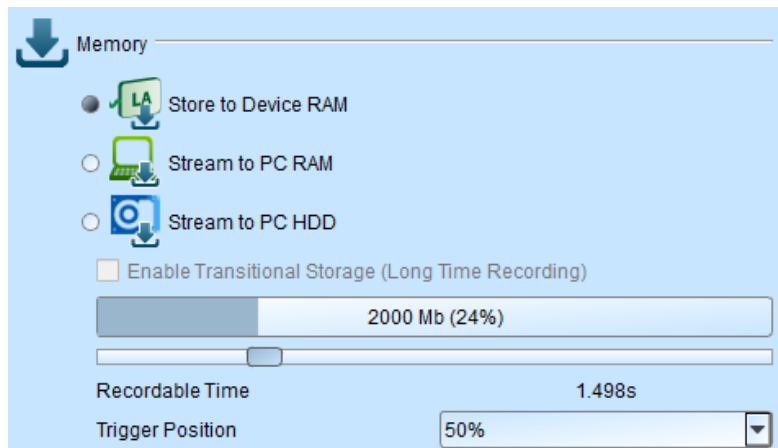 Memory
LA
Store to Device RAM
Stream to PC RAM
Stream to PC HDD
Enable Transitional Storage (Long Time Recording)
2000 Mb (24%)
Recordable Time 1.498s
Trigger Position 50%